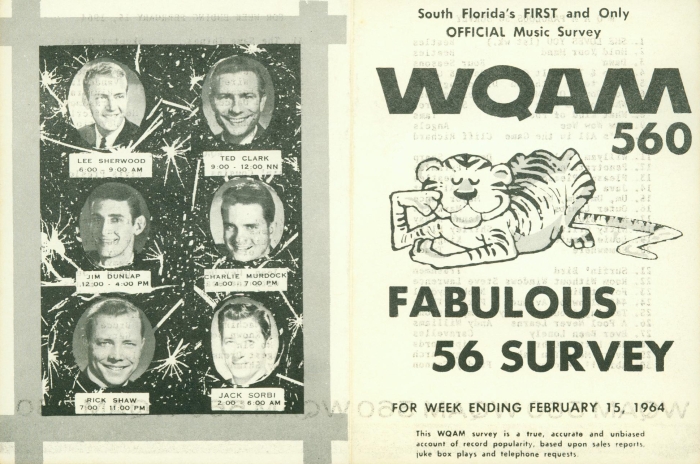 LEE SHERWOOD
6:00 - 9:00 AM
TED CLARK
9:00 - 12:00 NN
JIM DUNLAP
12:00 - 4:00 PM
CHARLIE MURDOCK
4:00 - 7:00 PM
RICK SHAW
7:00 - 11:00 PM
JACK SORBI
2:00 - 6:00 AM
South Florida's FIRST and Only
OFFICIAL Music Survey
WQAM
560
FABULOUS
56 SURVEY
FOR WEEK ENDING FEBRUARY 15, 1964
This WQAM survey is a true, accurate and unbiased
account of record popularity, based upon sales reports,
juke box plays and telephone requests.